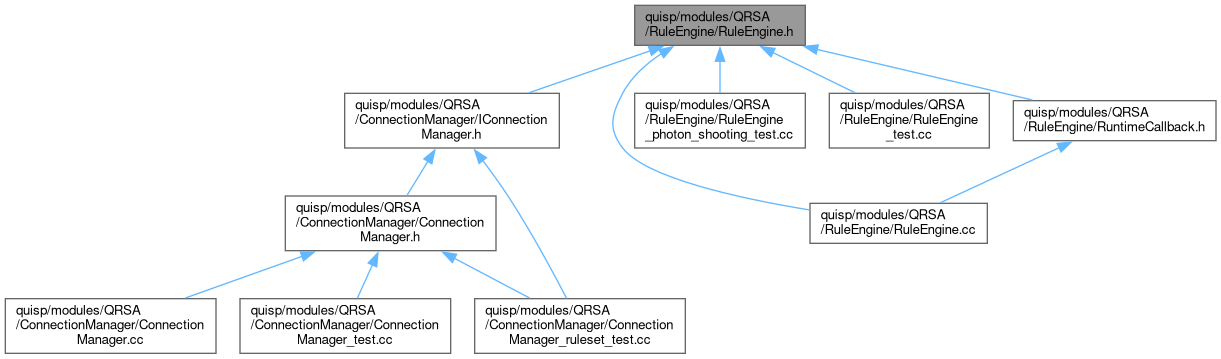 quisp/modules/QRSA
/RuleEngine/RuleEngine.h
quisp/modules/QRSA
/ConnectionManager/IConnection
Manager.h
quisp/modules/QRSA
/RuleEngine/RuleEngine
_photon_shooting_test.cc
quisp/modules/QRSA
/RuleEngine/RuleEngine
_test.cc
quisp/modules/QRSA
/RuleEngine/RuntimeCallback.h
quisp/modules/QRSA
/ConnectionManager/Connection
Manager.h
quisp/modules/QRSA
/RuleEngine/RuleEngine.cc
quisp/modules/QRSA
/ConnectionManager/Connection
Manager.cc
quisp/modules/QRSA
/ConnectionManager/Connection
Manager_test.cc
quisp/modules/QRSA
/ConnectionManager/Connection
Manager_ruleset_test.cc